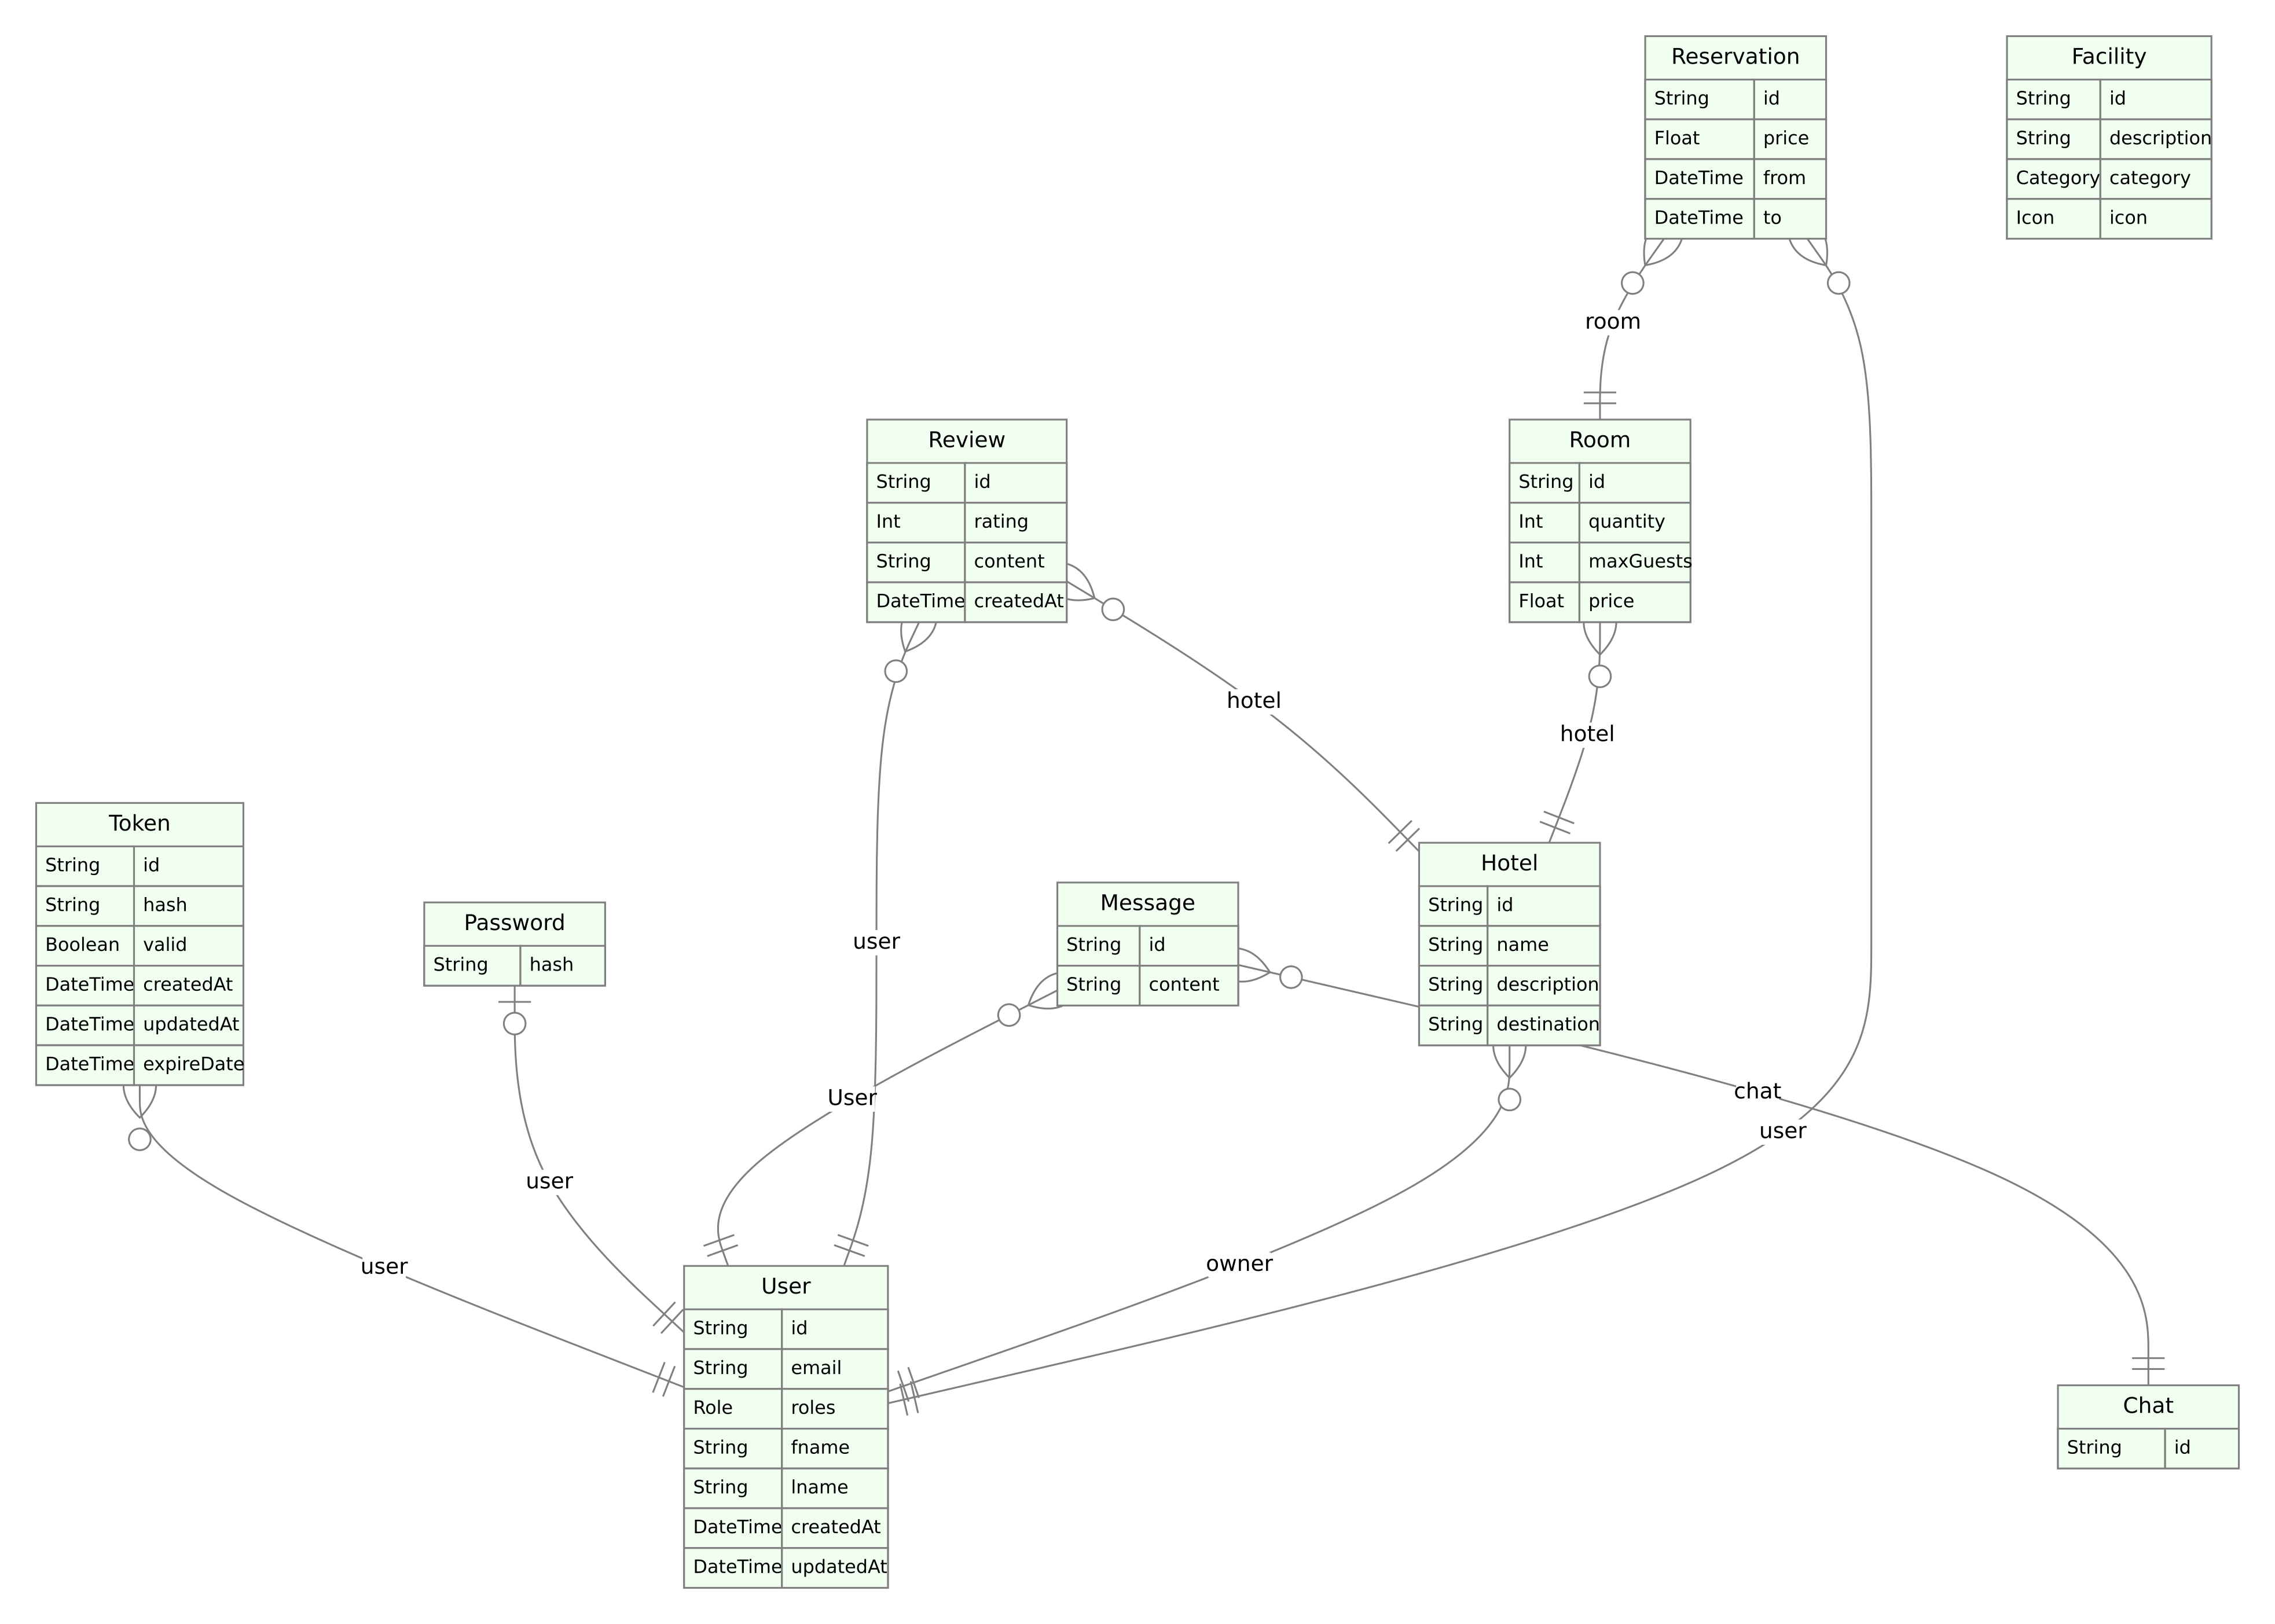 Reservation
String id
Float price
DateTime from
DateTime to
Facility
String id
String description
Category category
Icon icon
room
Review
String id
Int rating
String content
DateTime createdAt
Room
String id
Int quantity
Int maxGuests
Float price
hotel
hotel
Token
String id
String hash
Boolean valid
DateTime createdAt
DateTime updatedAt
DateTime expireDate
Password
String hash
user
Message
String id
String content
Hotel
String id
String name
String description
String destination
User
chat
user
user
user
owner
User
String id
String email
Role roles
String fname
String lname
DateTime createdAt
DateTime updatedAt
Chat
String id